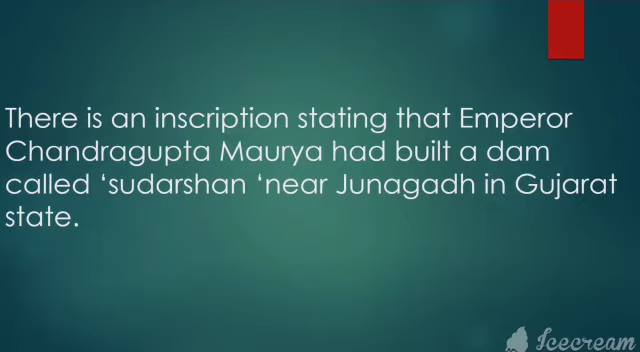 There is an inscription stating that Emperor
Chandragupta Maurya had built a dam
called ‘sudarshan ‘near Junagadh in Gujarat
state.
Icecream